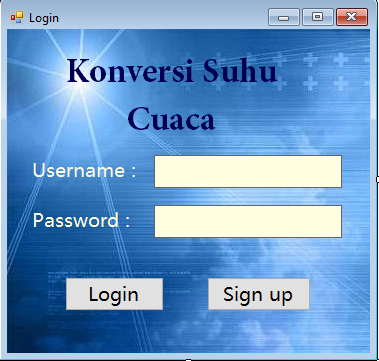 Login
Konversi Suhu
Cuaca
Username :
Password :
Login Sign up